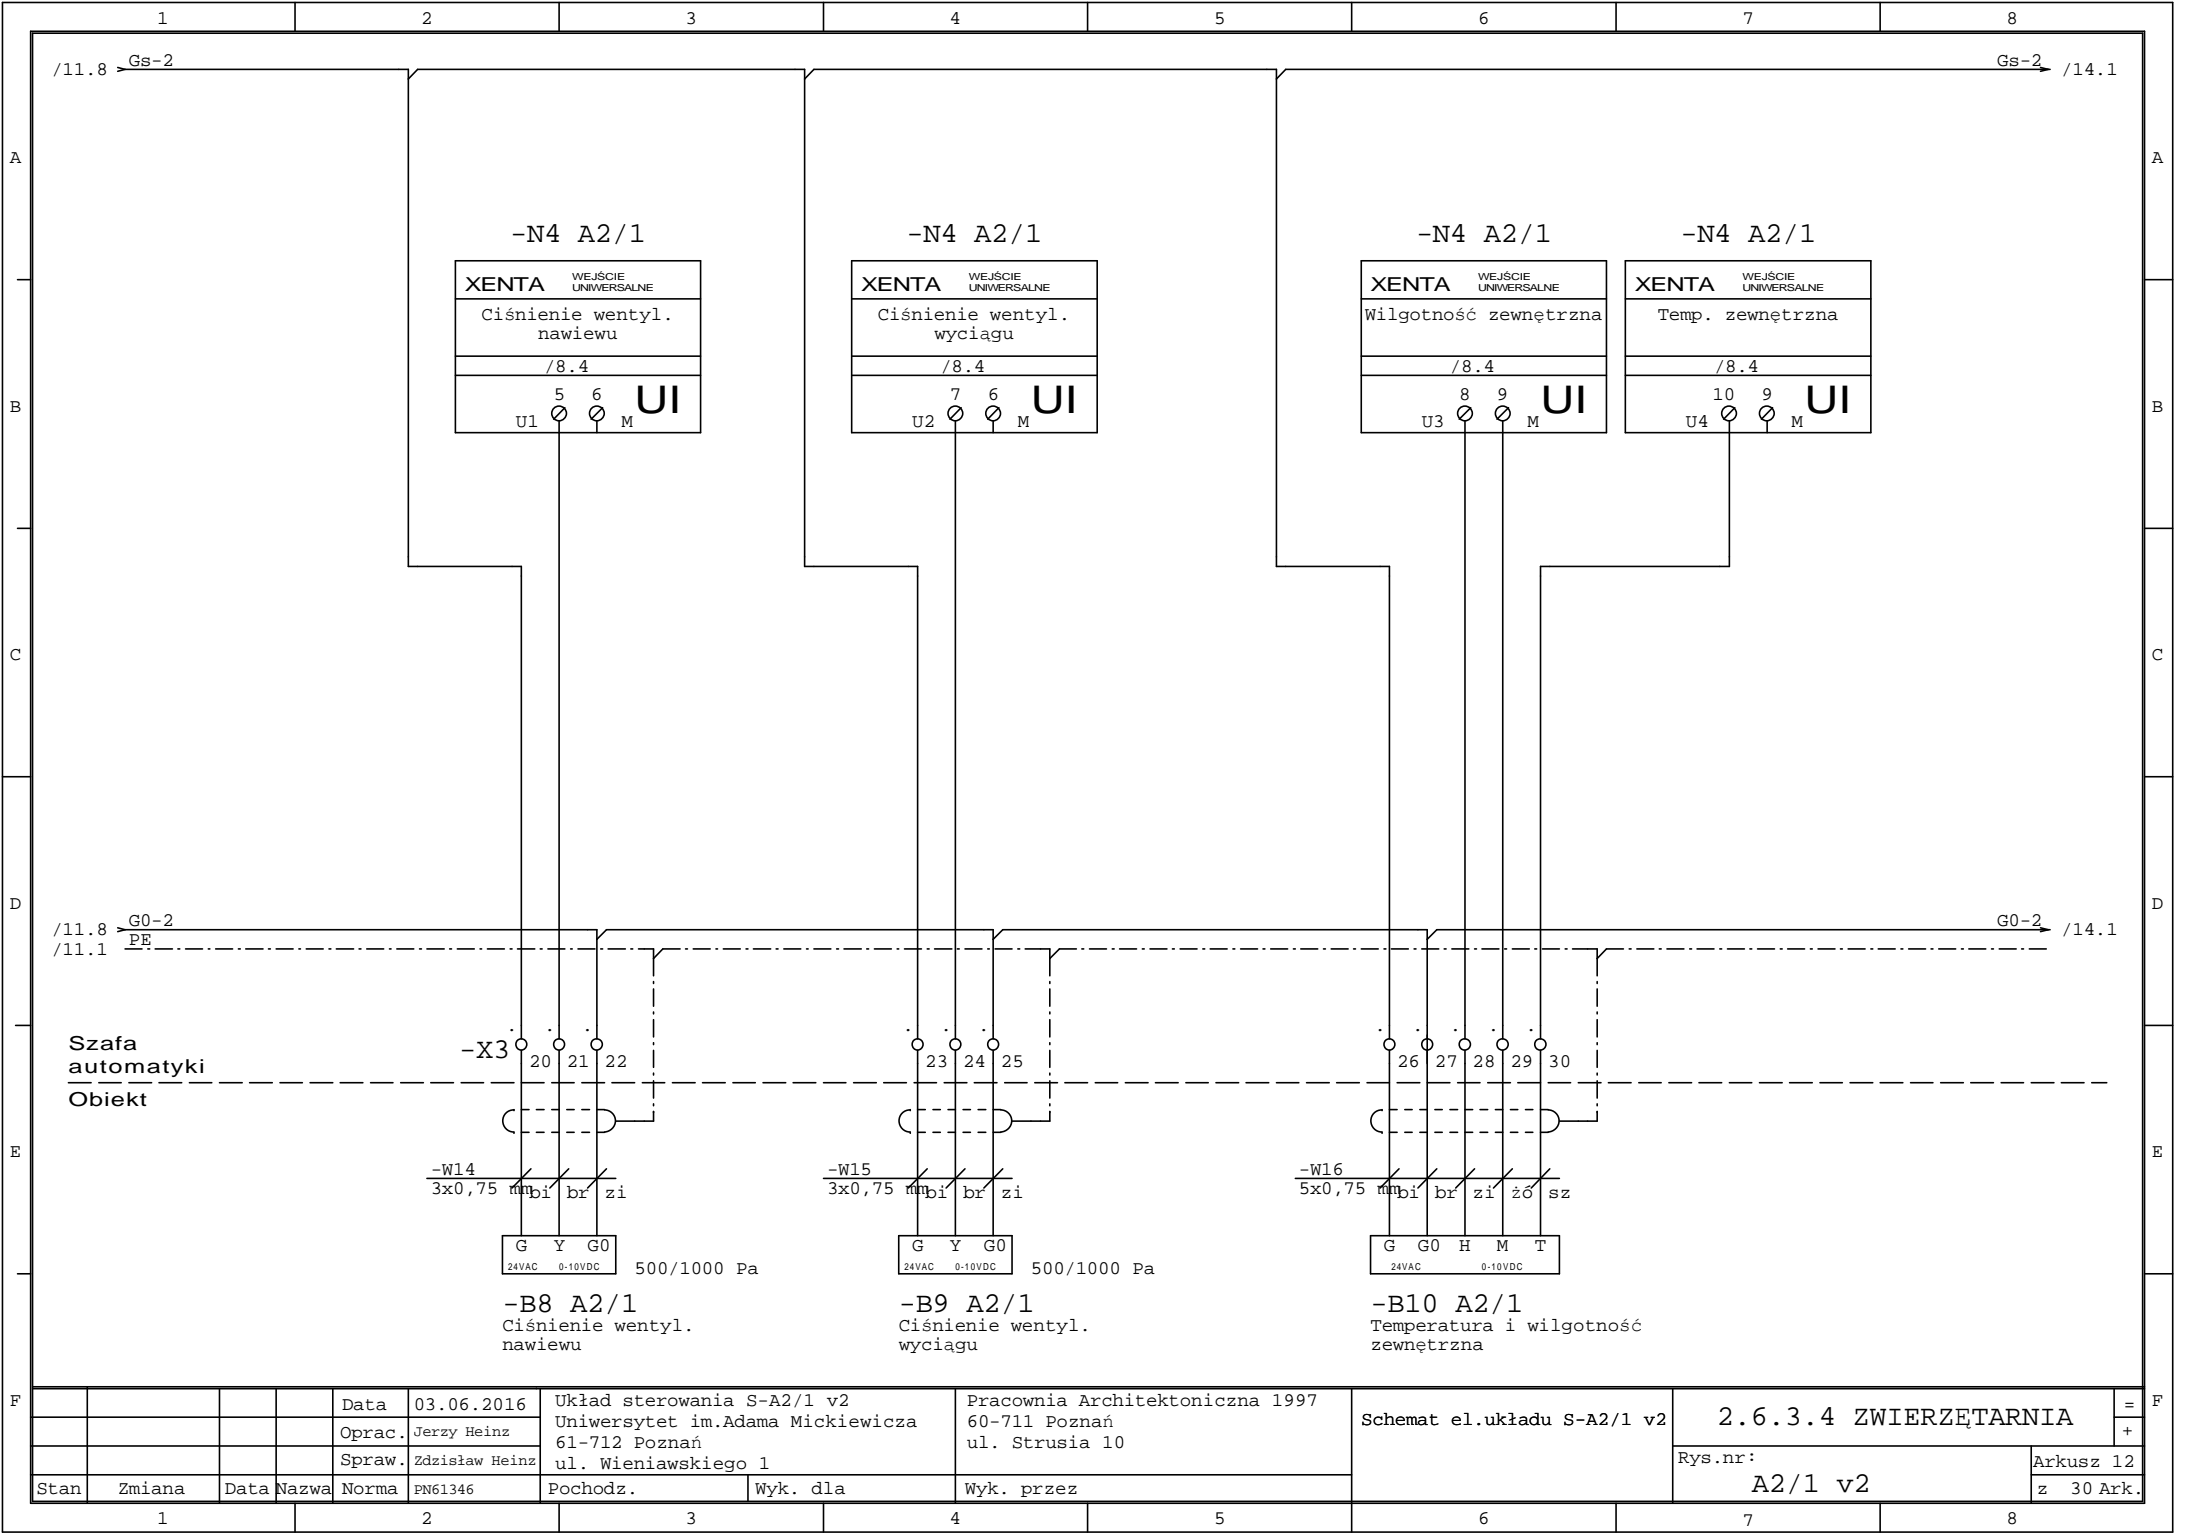 1 2 3 4 5 6 7 8
/11.8 Gs-2 Gs-2 /14.1
A A
-N4 A2/1 -N4 A2/1 -N4 A2/1 -N4 A2/1
XENTA WEJŚCIE UNIWERSALNE
Ciśnienie wentyl.
nawiewu
/8.4
5 6 UI
U1 M
XENTA WEJŚCIE UNIWERSALNE
Ciśnienie wentyl.
wyciągu
/8.4
7 6 UI
U2 M
XENTA WEJŚCIE UNIWERSALNE
Wilgotność zewnętrzna
/8.4
8 9 UI
U3 M
XENTA WEJŚCIE UNIWERSALNE
Temp. zewnętrzna
/8.4
10 9 UI
U4 M
B B
C C
D D
/11.8 G0-2 G0-2 /14.1
/11.1 PE
Szafa
automatyki
Obiekt
-X3 20 21 22 23 24 25 26 27 28 29 30
E E
-W14
3x0,75 mm bi br zi
-W15
3x0,75 mm bi br zi
-W16
5x0,75 mm bi br zi żó sz
G Y G0
24VAC 0-10VDC
500/1000 Pa
-B8 A2/1
Ciśnienie wentyl.
nawiewu
G Y G0
24VAC 0-10VDC
500/1000 Pa
-B9 A2/1
Ciśnienie wentyl.
wyciągu
G G0 H M T
24VAC 0-10VDC
-B10 A2/1
Temperatura i wilgotność
zewnętrzna
F F
Data 03.06.2016
Oprac. Jerzy Heinz
Spraw. Zdzisław Heinz
Stan Zmiana Data Nazwa Norma PN61346
Układ sterowania S-A2/1 v2
Uniwersytet im.Adama Mickiewicza
61-712 Poznań
ul. Wieniawskiego 1
Pochodz. Wyk. dla
Pracownia Architektoniczna 1997
60-711 Poznań
ul. Strusia 10
Wyk. przez
Schemat el.układu S-A2/1 v2
2.6.3.4 ZWIERZĘTARNIA
=
+
Rys.nr:
A2/1 v2
Arkusz 12
z 30 Ark.
1 2 3 4 5 6 7 8